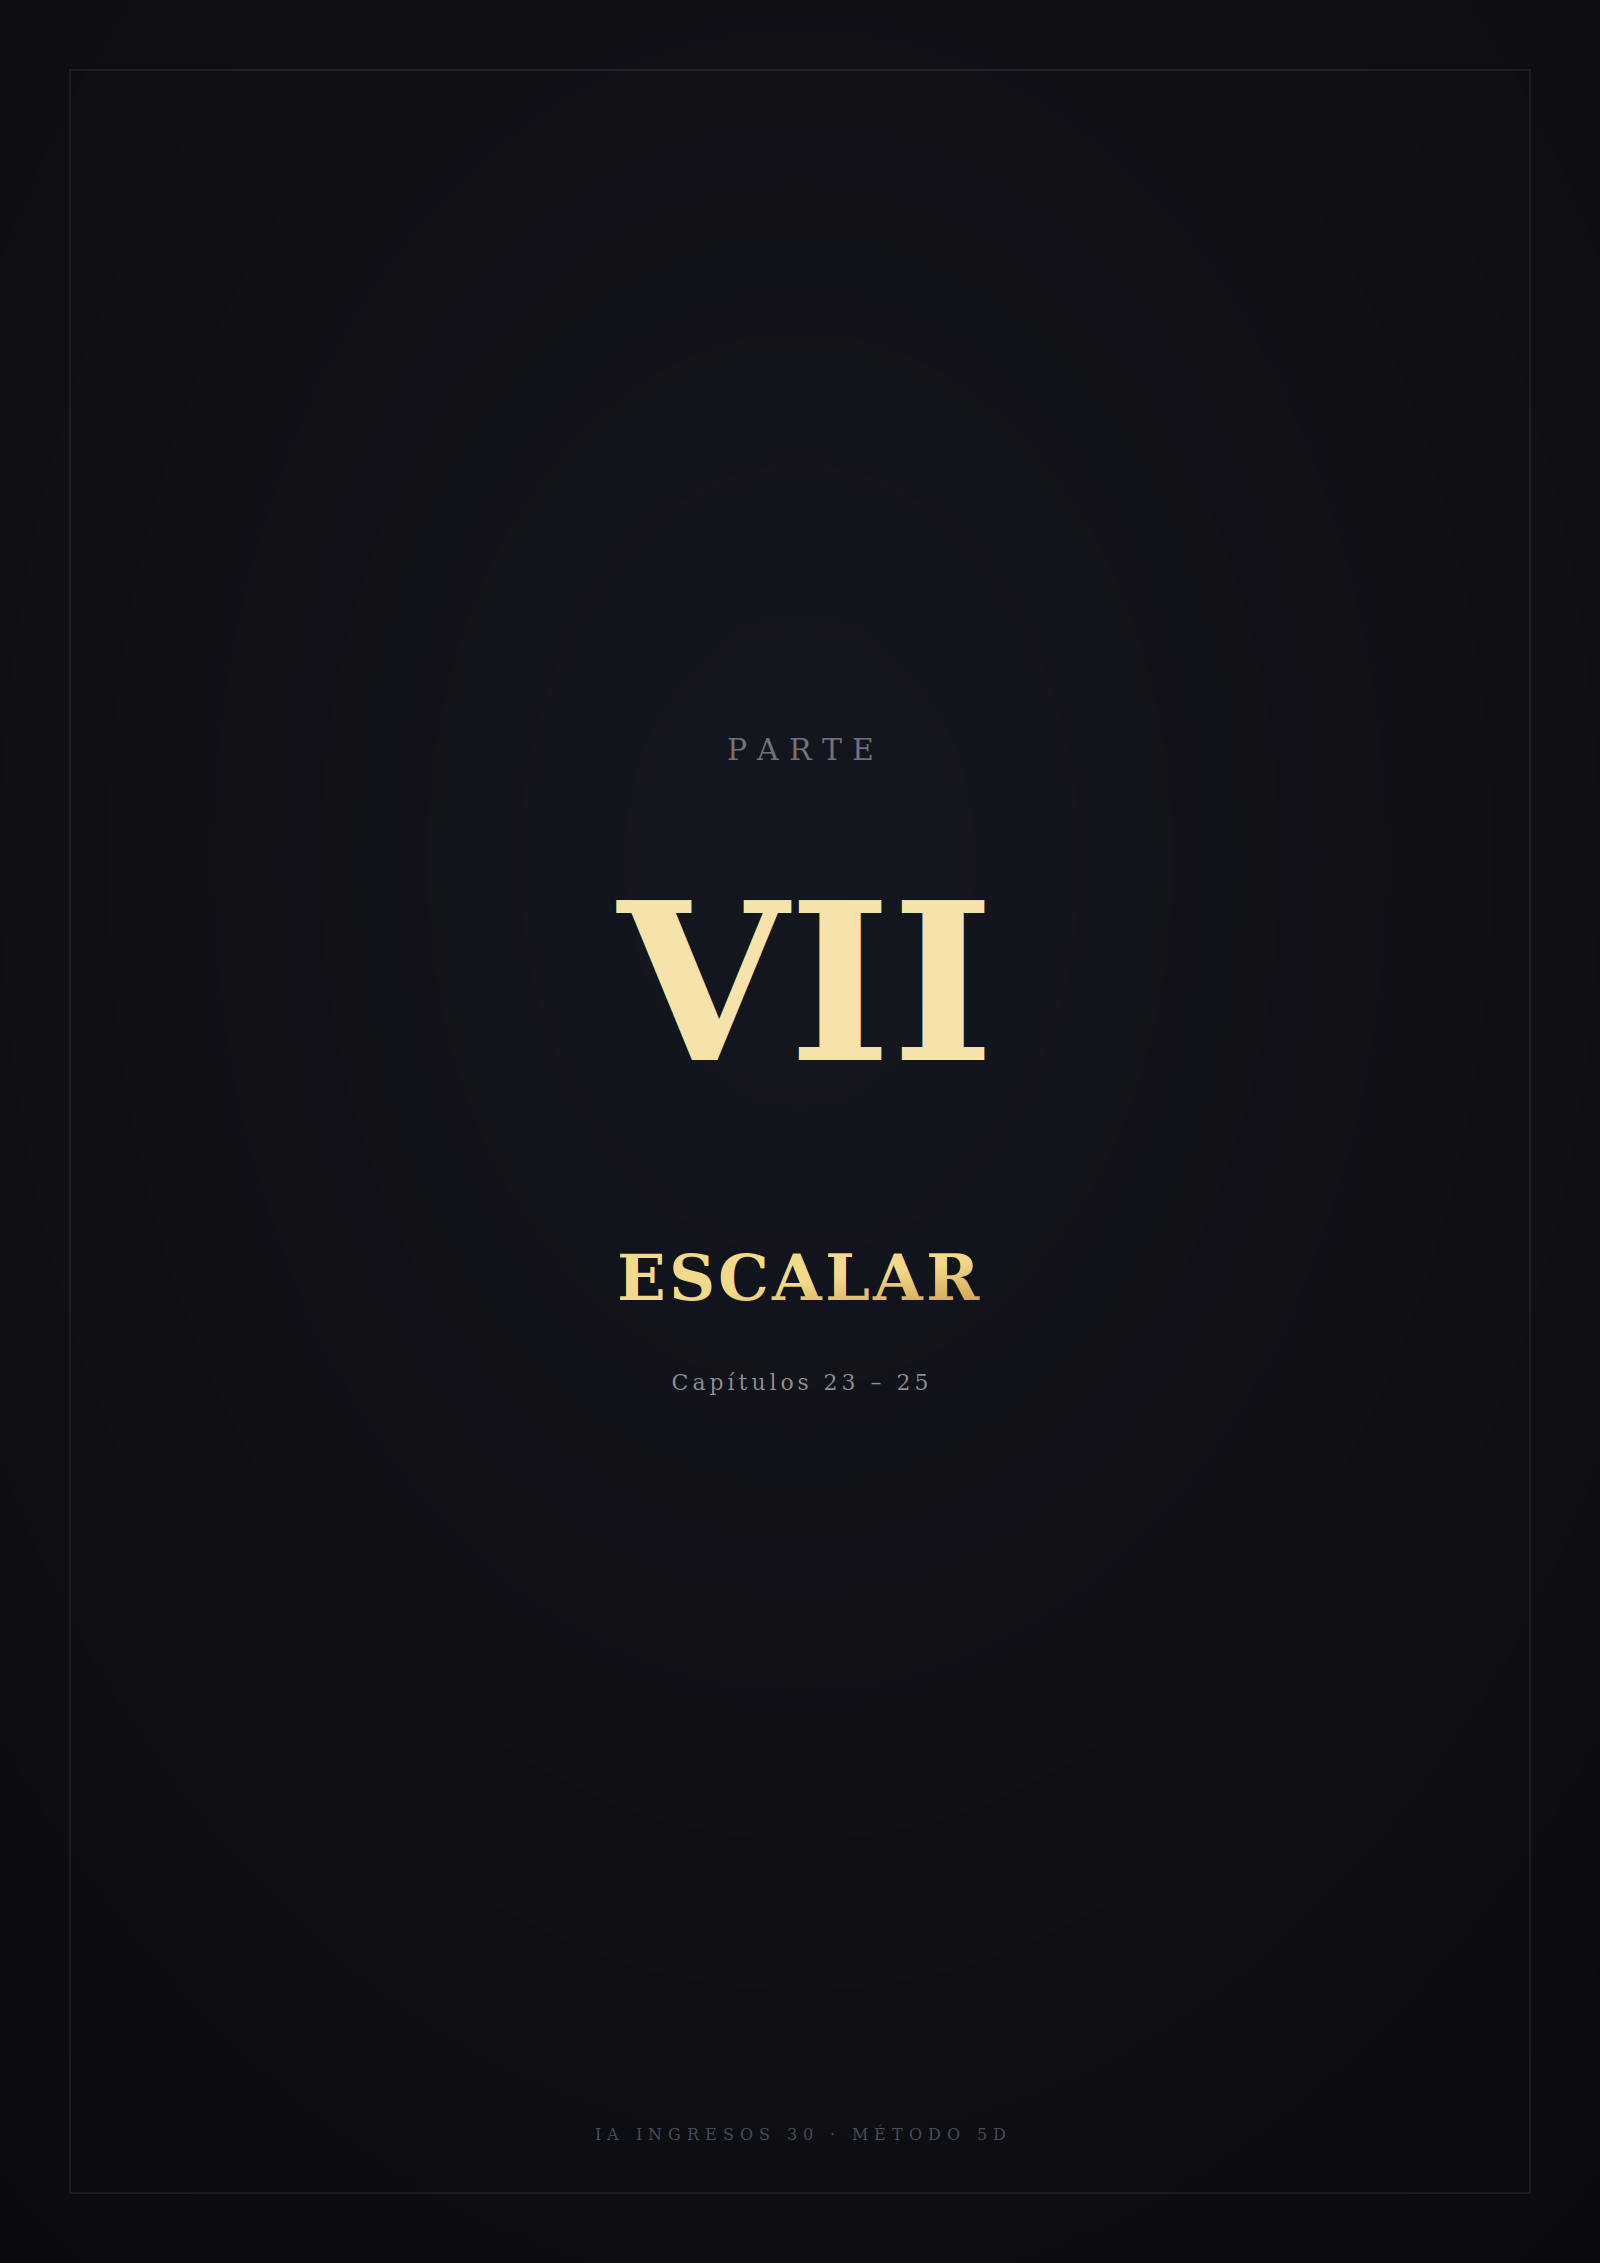 PARTE
VII
ESCALAR
Capítulos 23 – 25
IA INGRESOS 30 · MÉTODO 5D